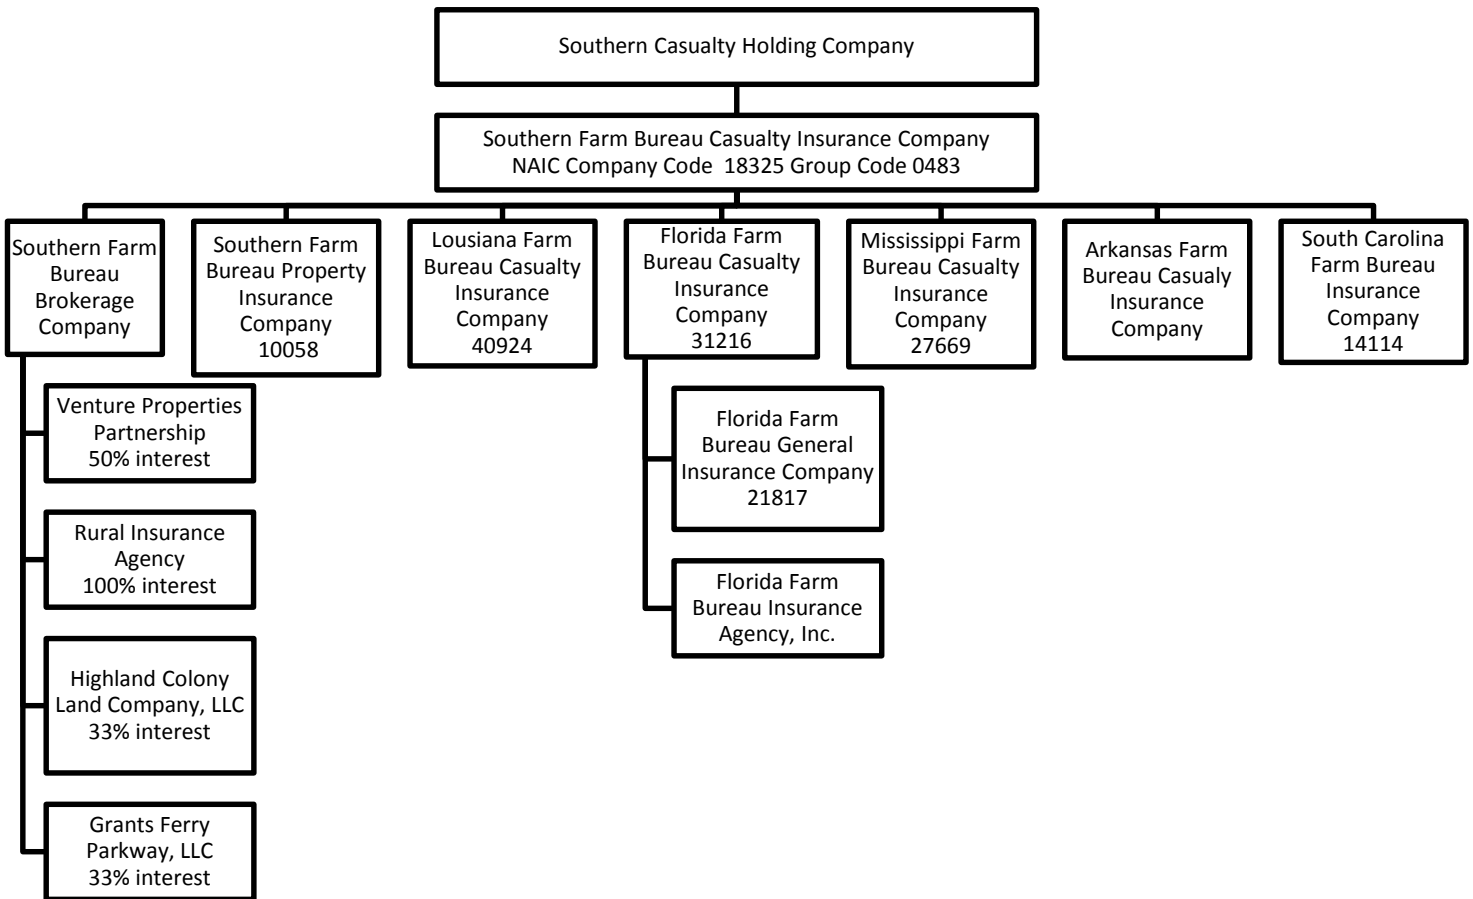 Southern Casualty Holding Company
Southern Farm Bureau Casualty Insurance Company
NAIC Company Code  18325 Group Code 0483
Southern Farm
Bureau
Brokerage
Company
Southern Farm
Bureau Property
Insurance
Company
10058
Lousiana Farm
Bureau Casualty
Insurance
Company
40924
Florida Farm
Bureau Casualty
Insurance
Company
31216
Mississippi Farm
Bureau Casualty
Insurance
Company
27669
Arkansas Farm
Bureau Casualy
Insurance
Company
South Carolina
Farm Bureau
Insurance
Company
14114
Venture Properties
Partnership
50% interest
Rural Insurance
Agency
100% interest
Highland Colony
Land Company, LLC
33% interest
Grants Ferry
Parkway, LLC
33% interest
Florida Farm
Bureau General
Insurance Company
21817
Florida Farm
Bureau Insurance
Agency, Inc.